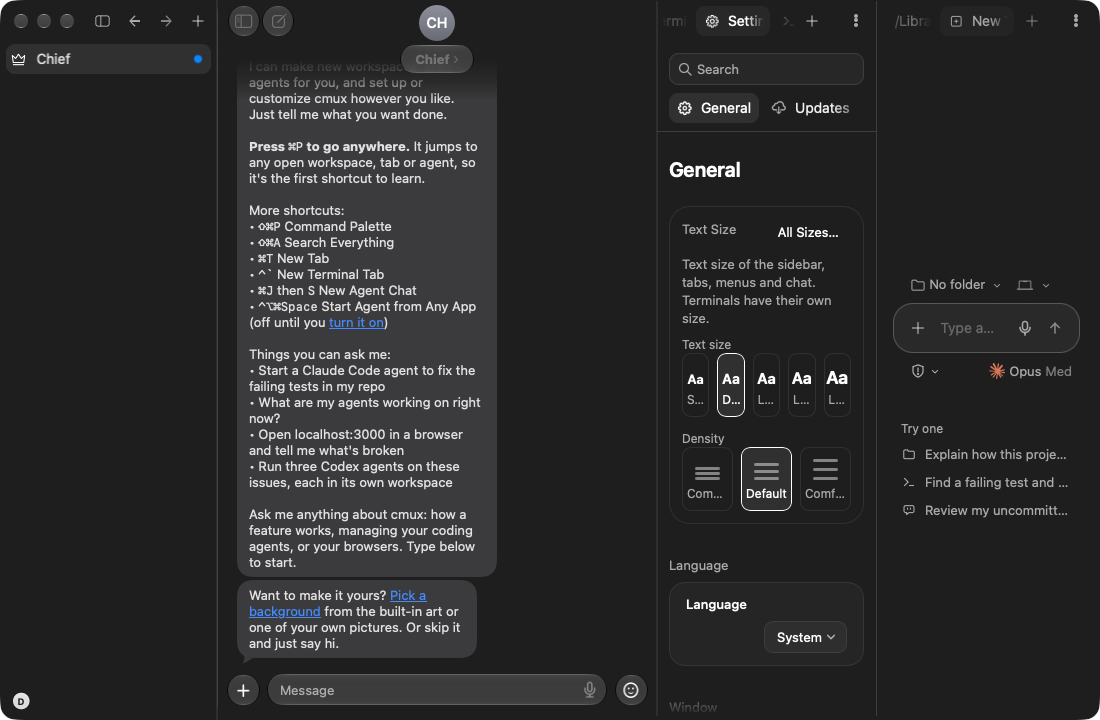 Chief
CH
Chief ›
I can make new workspaces
agents for you, and set up or
customize cmux however you like.
Just tell me what you want done.
Press ⌘P to go anywhere. It jumps to
any open workspace, tab or agent, so
it's the first shortcut to learn.
More shortcuts:
• ⇧⌘P Command Palette
• ⇧⌘A Search Everything
• ⌘T New Tab
• ^` New Terminal Tab
• ⌘J then S New Agent Chat
• ^⌥⌘Space Start Agent from Any App
(off until you turn it on)
Things you can ask me:
• Start a Claude Code agent to fix the
failing tests in my repo
• What are my agents working on right
now?
• Open localhost:3000 in a browser
and tell me what's broken
• Run three Codex agents on these
issues, each in its own workspace
Ask me anything about cmux: how a
feature works, managing your coding
agents, or your browsers. Type below
to start.
Want to make it yours? Pick a
background from the built-in art or
one of your own pictures. Or skip it
and just say hi.
Message
D
ermi
Settin
Search
General
Updates
General
Text Size
All Sizes...
Text size of the sidebar,
tabs, menus and chat.
Terminals have their own
size.
Text size
Aa Aa Aa Aa Aa
S... D... L... L... L...
Density
Com... Default Comf...
Language
Language
System
Window
/Libra
New
No folder
Type a...
Opus Med
Try one
Explain how this proje...
Find a failing test and ...
Review my uncommitt...